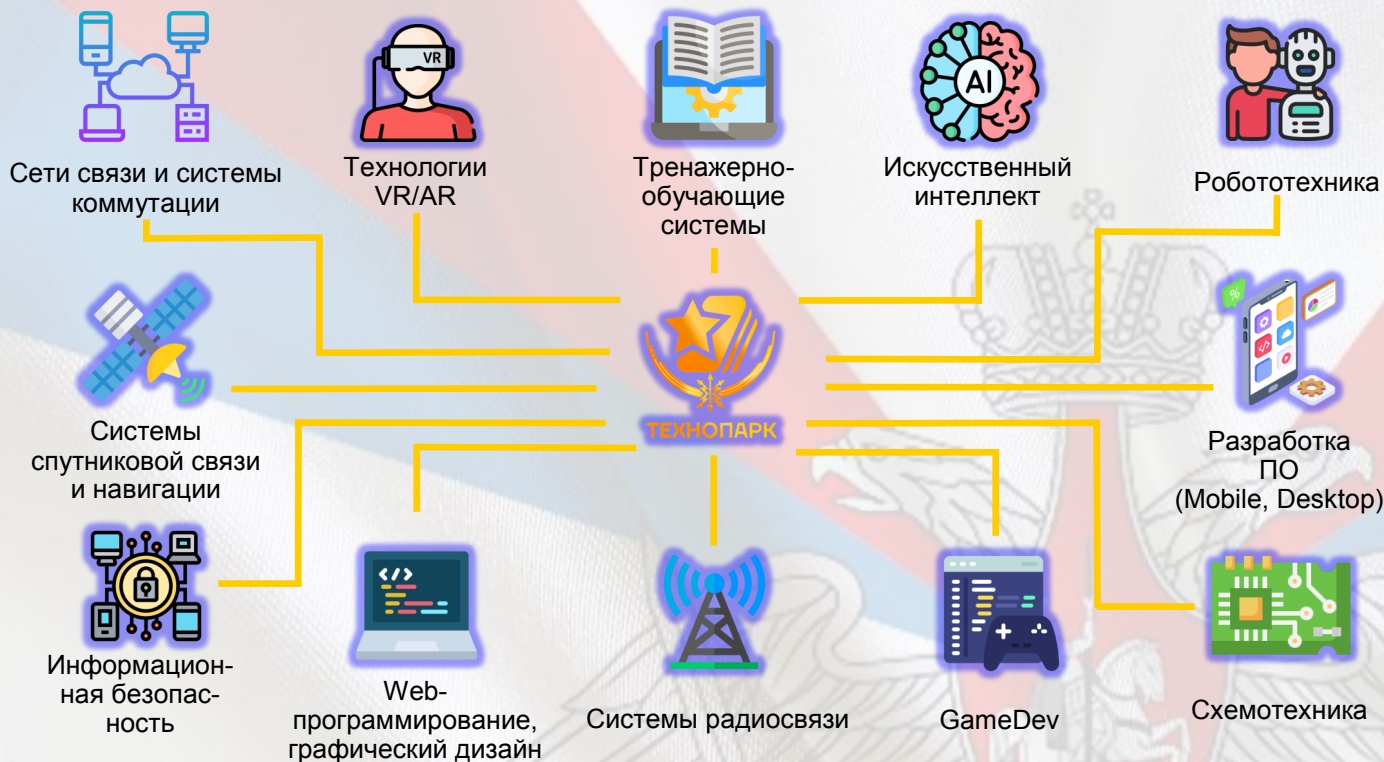 VR
AI
Сети связи и системы
коммутации
Технологии
VR/AR
Тренажерно-
обучающие
системы
Искусственный
интеллект
Робототехника
%
</>
ТЕХНОПАРК
Системы
спутниковой связи
и навигации
Разработка
ПО
(Mobile, Desktop)
</>
Информацион-
ная безопас-
ность
Web-
программирование,
графический дизайн
Системы радиосвязи
GameDev
Схемотехника